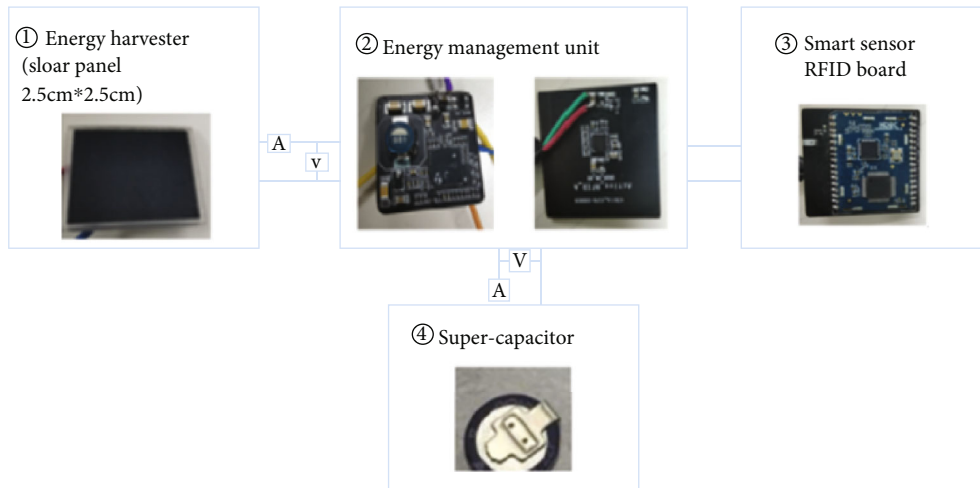 ① Energy harvester
(sloar panel
2.5cm*2.5cm)
② Energy management unit
③ Smart sensor
RFID board
A
v
V
A
④ Super-capacitor